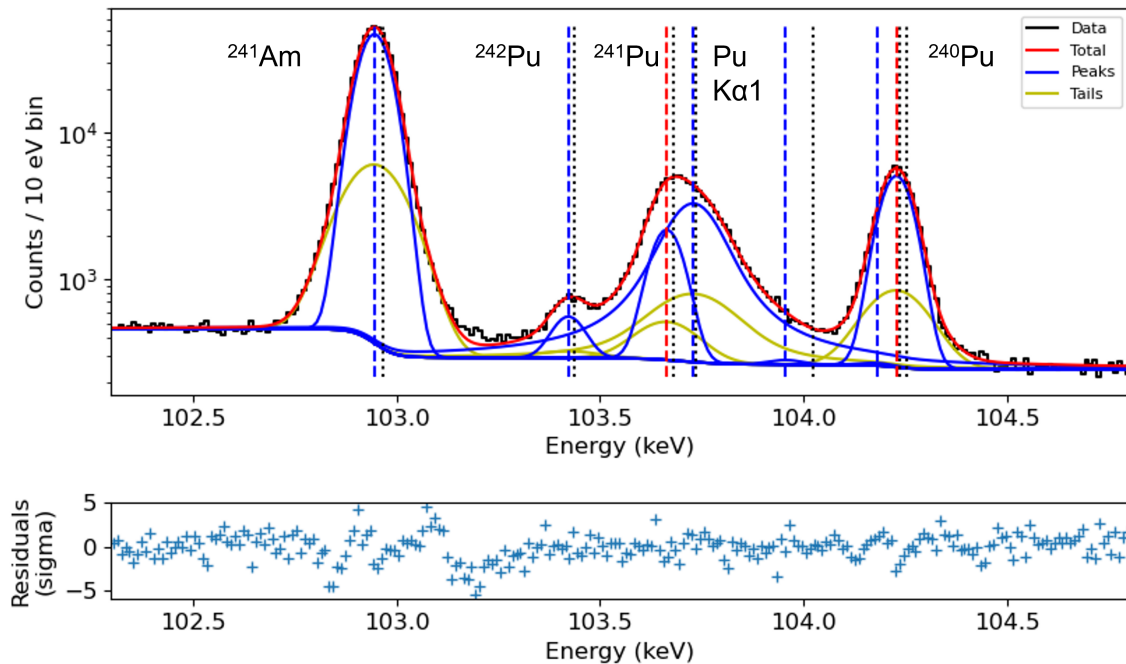 ²⁴¹Am
²⁴²Pu
²⁴¹Pu
Pu
Kα1
²⁴⁰Pu
Data
Total
Peaks
Tails
Counts / 10 eV bin
10⁴
10³
102.5 103.0 103.5 104.0 104.5
Energy (keV)
Residuals
(sigma)
5
0
−5
102.5 103.0 103.5 104.0 104.5
Energy (keV)